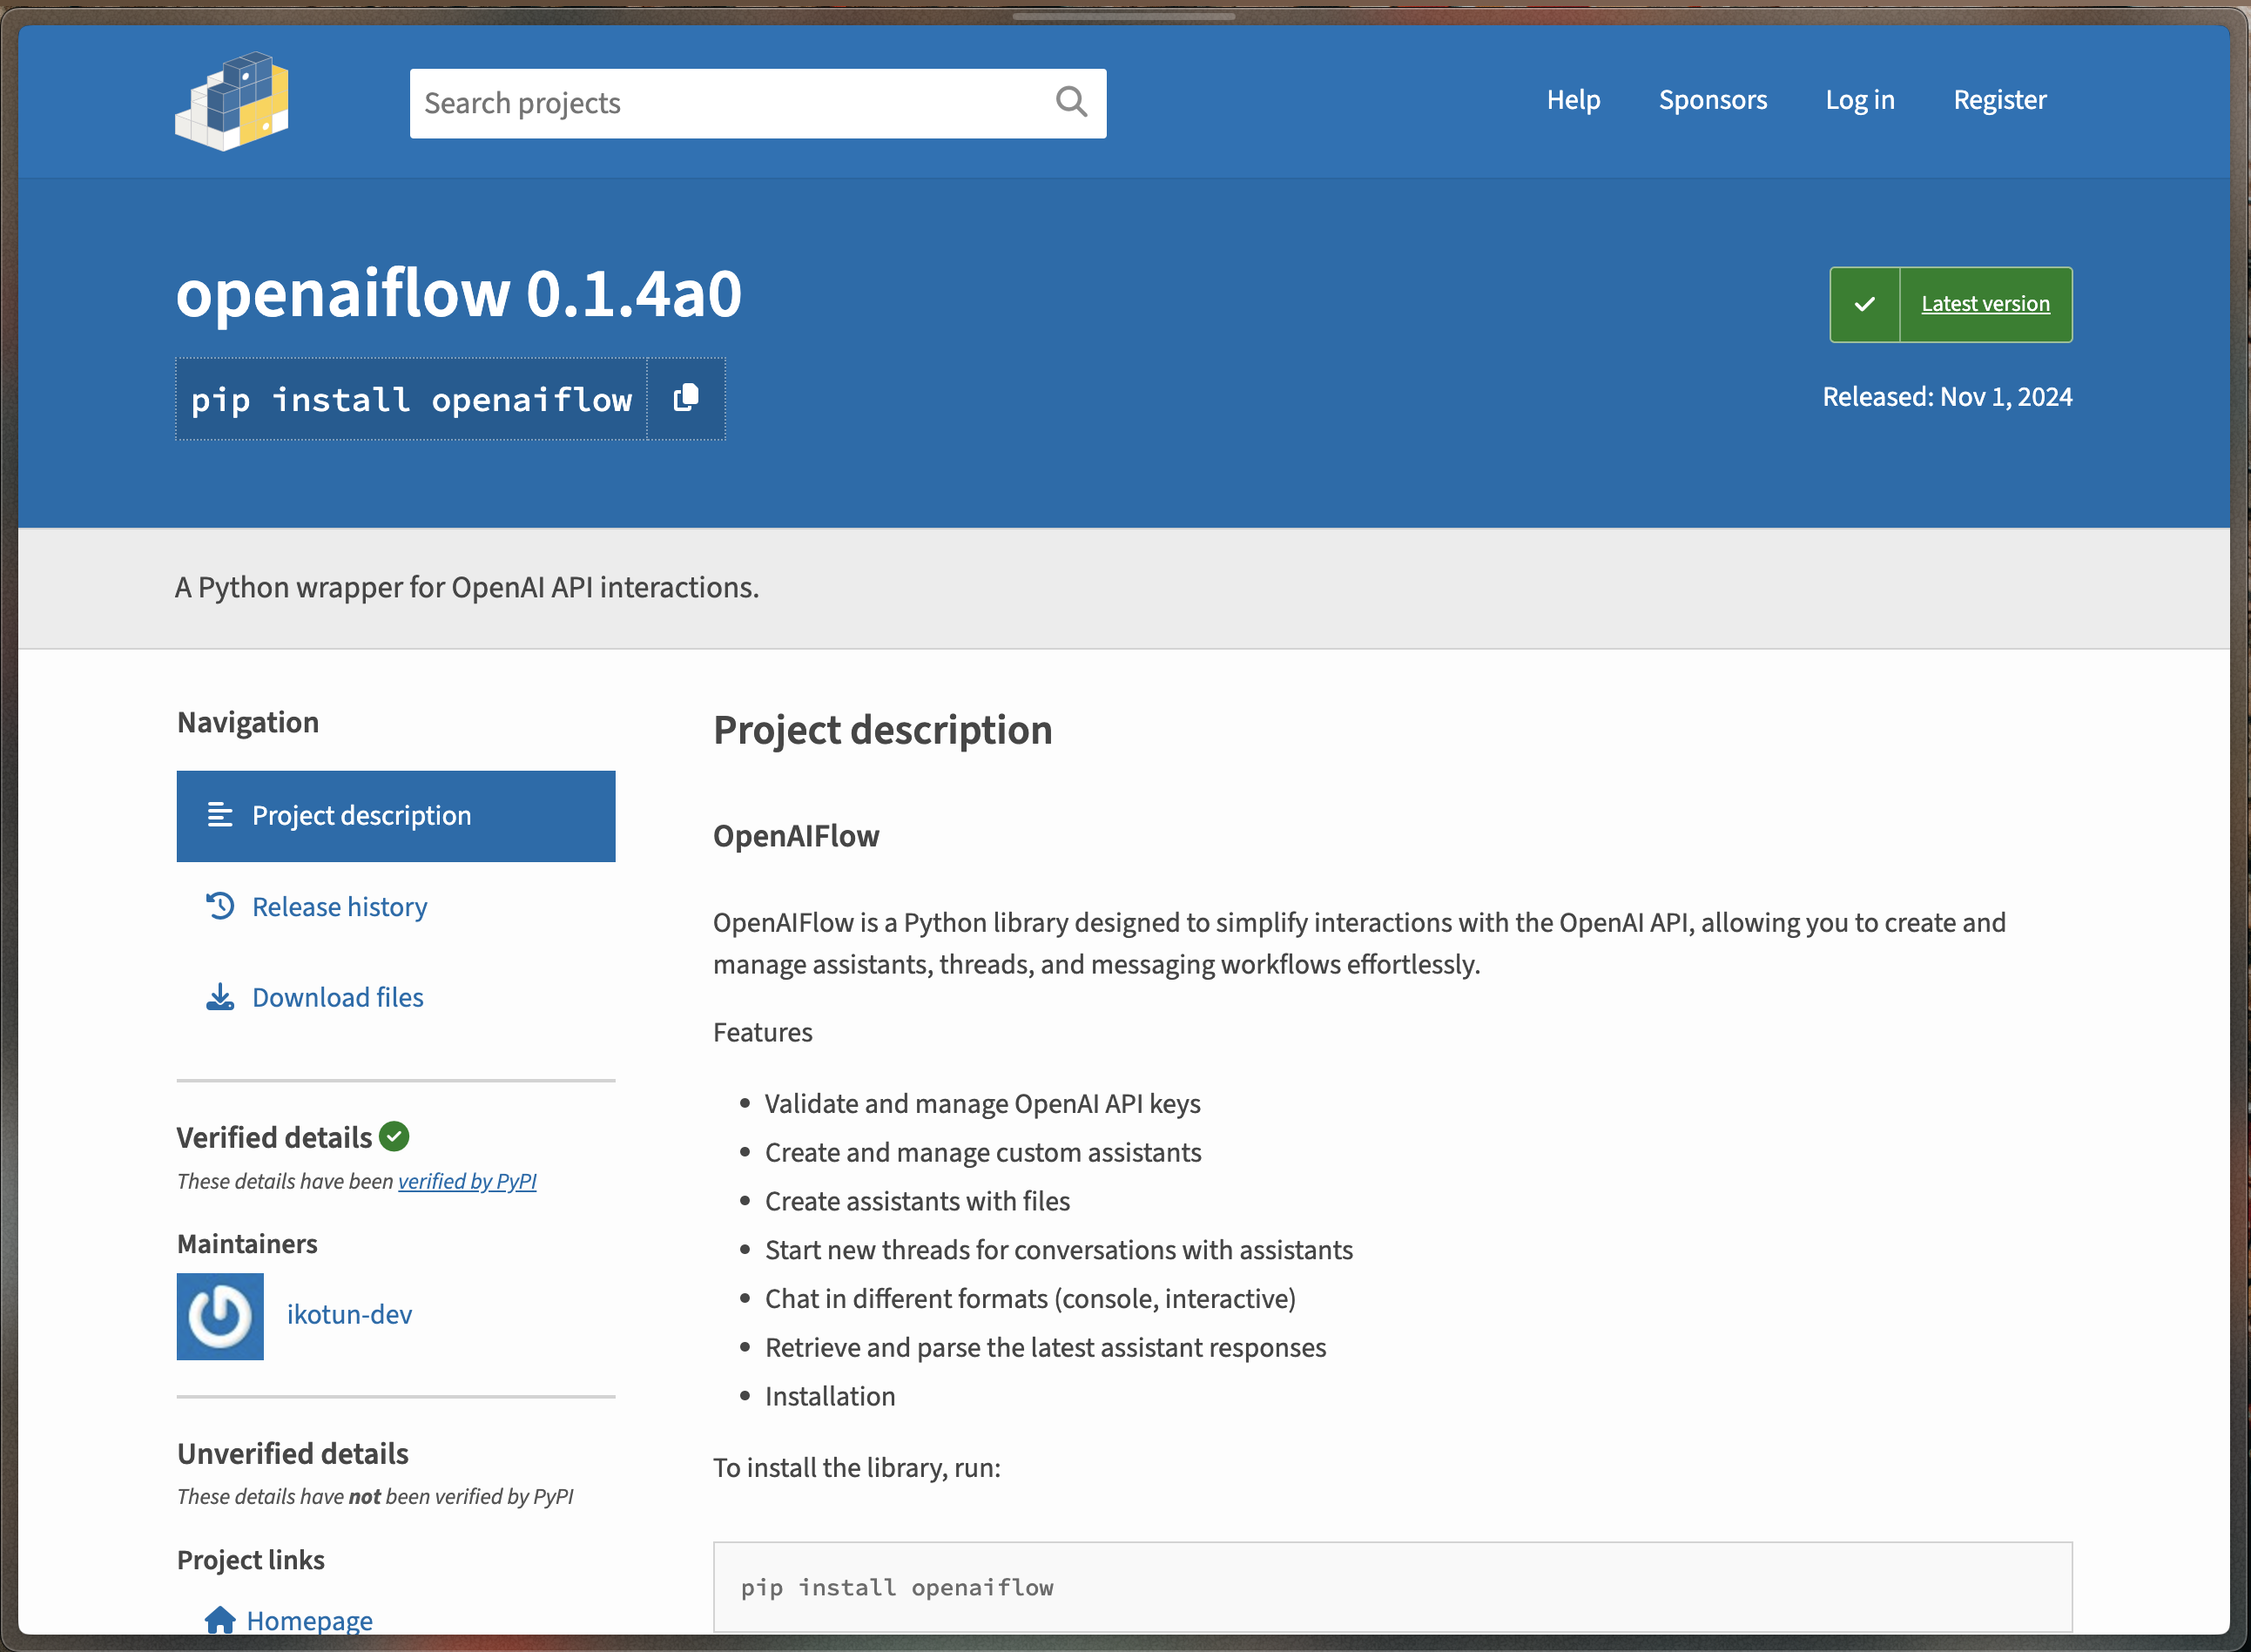 Search projects
Help
Sponsors
Log in
Register
openaiflow 0.1.4a0
pip install openaiflow
Latest version
Released: Nov 1, 2024
A Python wrapper for OpenAI API interactions.
Navigation
Project description
Release history
Download files
Verified details
These details have been verified by PyPI
Maintainers
ikotun-dev
Unverified details
These details have not been verified by PyPI
Project links
Homepage
Project description
OpenAIFlow
OpenAIFlow is a Python library designed to simplify interactions with the OpenAI API, allowing you to create and
manage assistants, threads, and messaging workflows effortlessly.
Features
Validate and manage OpenAI API keys
Create and manage custom assistants
Create assistants with files
Start new threads for conversations with assistants
Chat in different formats (console, interactive)
Retrieve and parse the latest assistant responses
Installation
To install the library, run:
pip install openaiflow